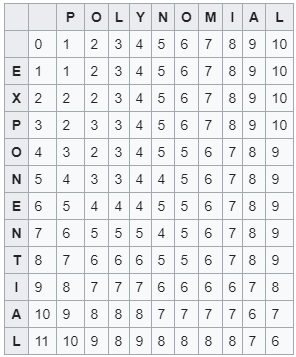 P O L Y N O M I A L
0 1 2 3 4 5 6 7 8 9 10
E 1 1 2 3 4 5 6 7 8 9 10
X 2 2 2 3 4 5 6 7 8 9 10
P 3 2 3 3 4 5 6 7 8 9 10
O 4 3 2 3 4 5 5 6 7 8 9
N 5 4 3 3 4 4 5 6 7 8 9
E 6 5 4 4 4 5 5 6 7 8 9
N 7 6 5 5 5 4 5 6 7 8 9
T 8 7 6 6 6 5 5 6 7 8 9
I 9 8 7 7 7 6 6 6 6 7 8
A 10 9 8 8 8 7 7 7 7 6 7
L 11 10 9 8 9 8 8 8 8 7 6